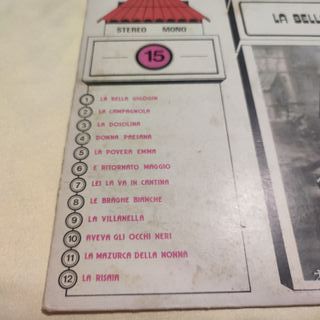 STEREO MONO
15
LA BELL
1 LA BELLA GIGOGIN
2 LA CAMPAGNOLA
3 LA DOSOLINA
4 DONNA PAESANA
5 LA POVERA EMMA
6 E RITORNATO MAGGIO
7 LEI LA VA IN CANTINA
8 LE BRAGHE BIANCHE
9 LA VILLANELLA
10 AVEVA GLI OCCHI NERI
11 LA MAZURCA DELLA NONNA
12 LA RISAIA